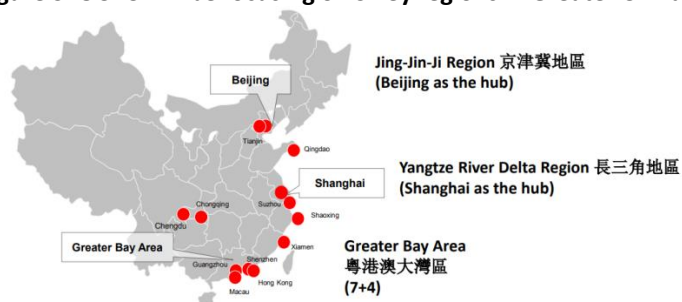 Jing-Jin-Ji Region 京津冀地區
(Beijing as the hub)
Beijing
Tianjin
Qingdao
Yangtze River Delta Region 長三角地區
(Shanghai as the hub)
Shanghai
Suzhou
Chongqing
Chengdu
Shaoxing
Xiamen
Greater Bay Area
Greater Bay Area
粵港澳大灣區
(7+4)
Shenzhen
Guangzhou
Hong Kong
Macau